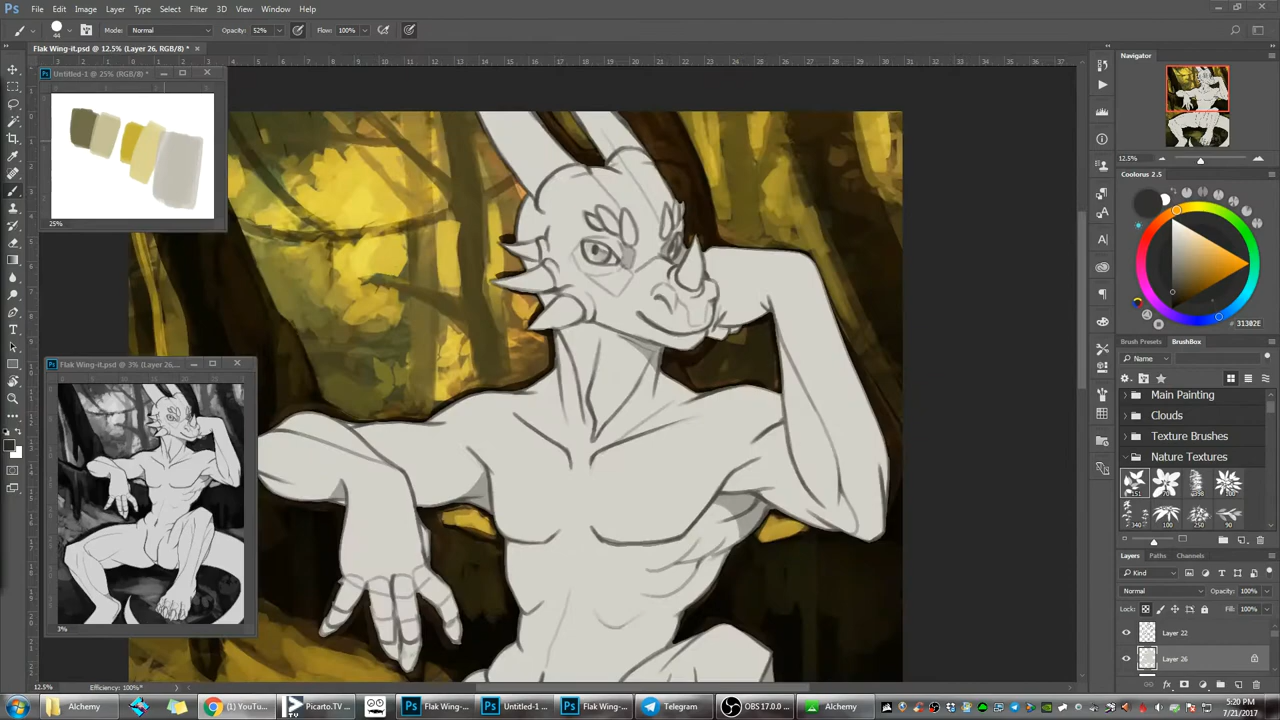 Ps File Edit Image Layer Type Select Filter 3D View Window Help
44 Mode: Normal Opacity: 52% Flow: 100%
Flak Wing-it.psd @ 12.5% (Layer 26, RGB/8) *
Untitled-1 @ 25% (RGB/8) *
25%
Flak Wing-it.psd @ 3% (Layer 26,...
3%
12.5% Efficiency: 100%*
Navigator
12.5%
Coolorus 2.5
# 31302E
Brush Presets BrushBox
Name
Main Painting
Clouds
Texture Brushes
Nature Textures
Layers Paths Channels
Kind
Normal Opacity: 100%
Lock: Fill: 100%
Layer 22
Layer 26
Alchemy (1) YouTu... Picarto.TV ... Flak Wing-... Untitled-1 ... Flak Wing-... Telegram OBS 17.0.0 ... Alchemy 5:20 PM
7/21/2017